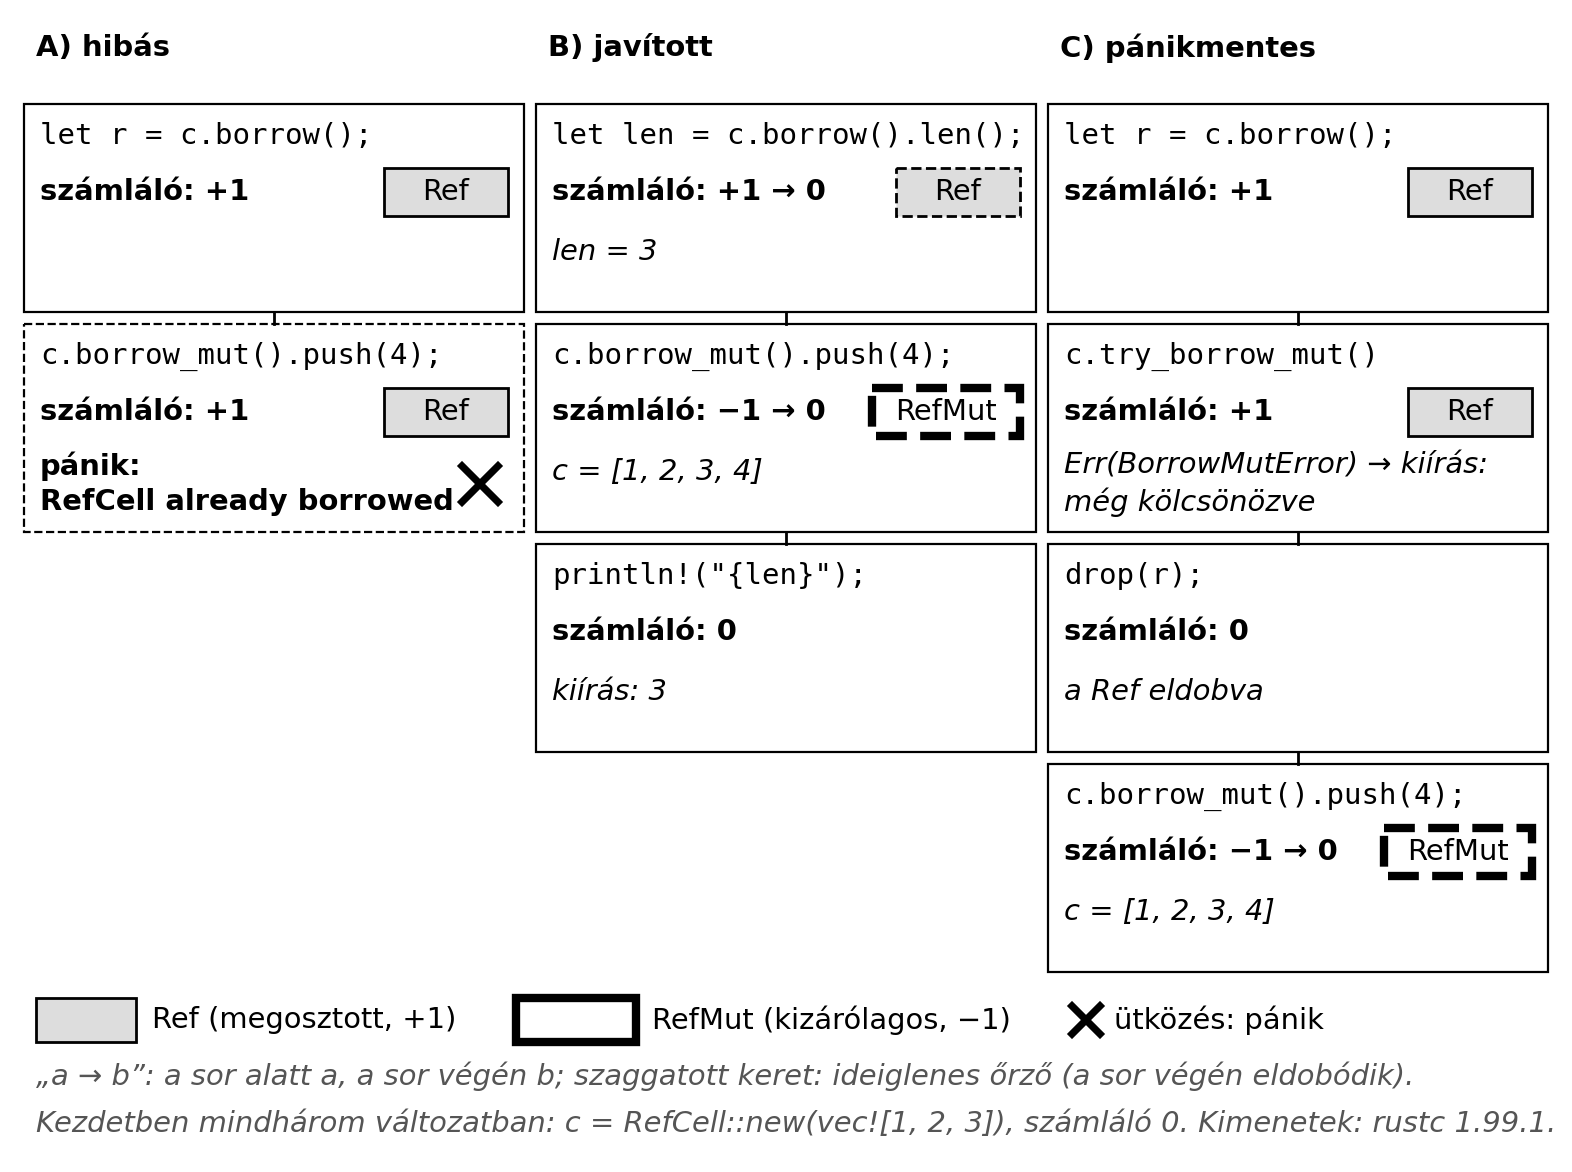 A) hibás
let r = c.borrow();
számláló: +1
Ref
c.borrow_mut().push(4);
számláló: +1
Ref
pánik:
RefCell already borrowed
B) javított
let len = c.borrow().len();
számláló: +1 → 0
Ref
len = 3
c.borrow_mut().push(4);
számláló: −1 → 0
RefMut
c = [1, 2, 3, 4]
println!("{len}");
számláló: 0
kiírás: 3
C) pánikmentes
let r = c.borrow();
számláló: +1
Ref
c.try_borrow_mut()
számláló: +1
Ref
Err(BorrowMutError) → kiírás:
még kölcsönözve
drop(r);
számláló: 0
a Ref eldobva
c.borrow_mut().push(4);
számláló: −1 → 0
RefMut
c = [1, 2, 3, 4]
Ref (megosztott, +1)
RefMut (kizárólagos, −1)
ütközés: pánik
„a → b”: a sor alatt a, a sor végén b; szaggatott keret: ideiglenes őrző (a sor végén eldobódik).
Kezdetben mindhárom változatban: c = RefCell::new(vec![1, 2, 3]), számláló 0. Kimenetek: rustc 1.99.1.